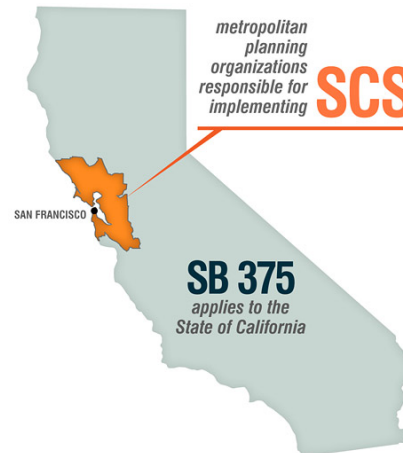 metropolitan
planning
organizations
responsible for
implementing
SCS
SAN FRANCISCO
SB 375
applies to the
State of California